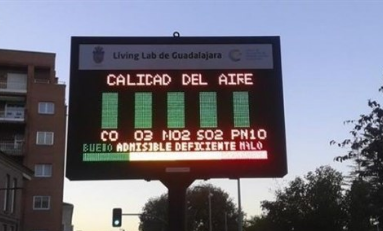 Living Lab de Guadalajara
CALIDAD DEL AIRE
CO O3 NO2 SO2 PM10
BUENO ADMISIBLE DEFICIENTE MALO